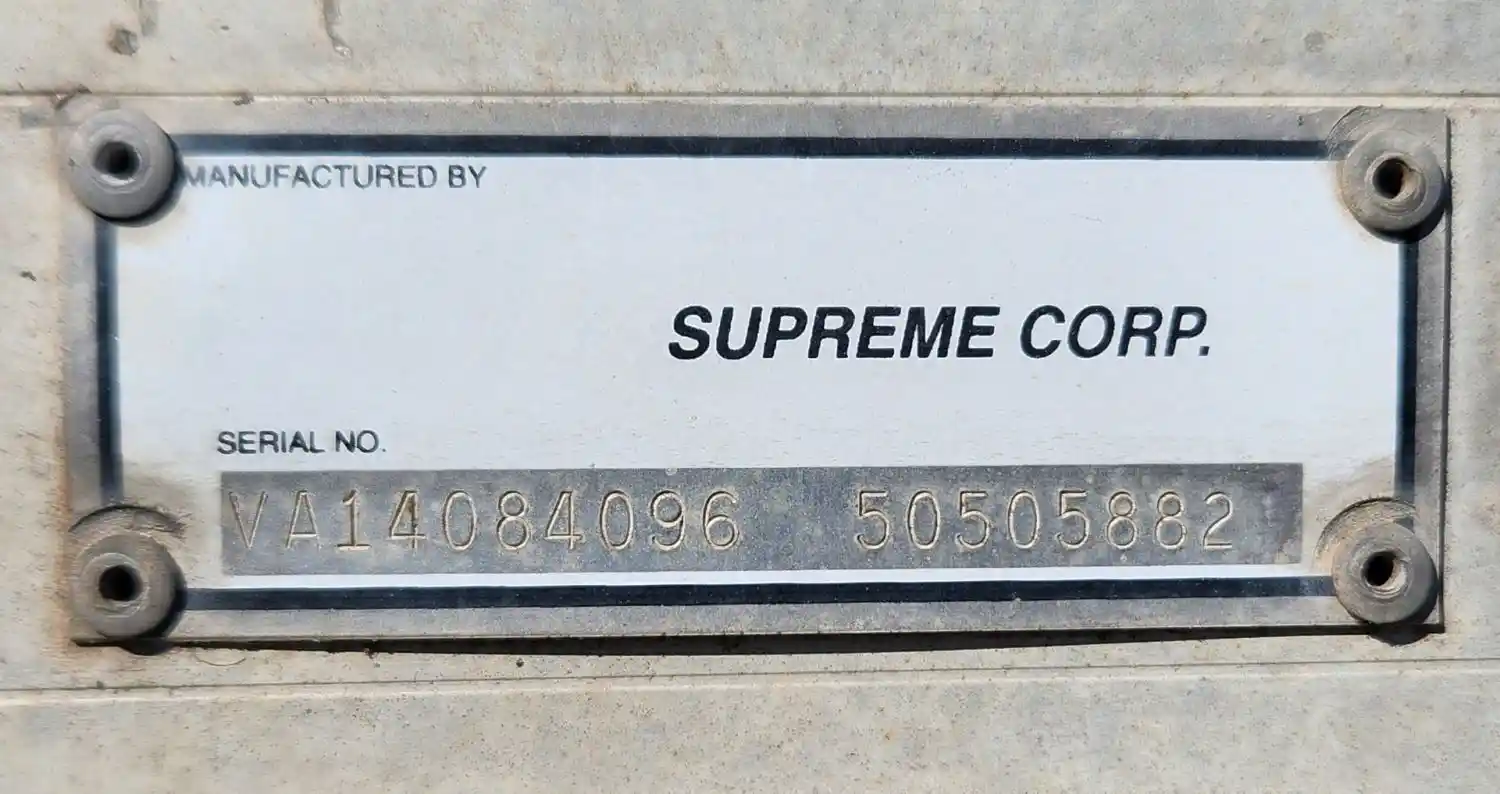 MANUFACTURED BY
SUPREME CORP.
SERIAL NO.
VA14084096 50505882